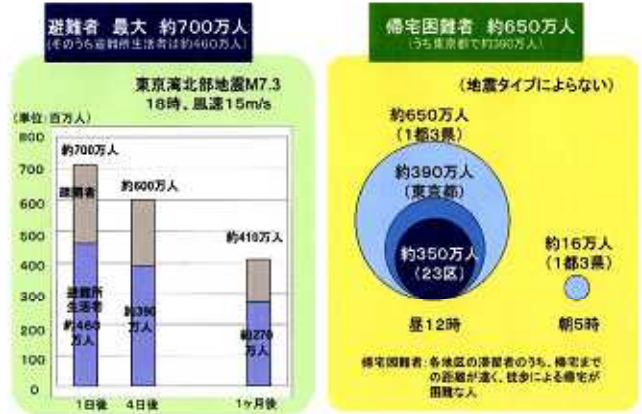 避難者 最大 約700万人
(そのうち避難所生活者は約460万人)
東京湾北部地震M7.3
18時、風速15m/s
(単位:百万人)
800
700
600
500
400
300
200
100
0
約700万人
疎開者
避難所
生活者
約460
万人
約600万人
約390
万人
約410万人
約270
万人
1日後
4日後
1ヶ月後
帰宅困難者 約650万人
(うち東京都で約390万人)
(地震タイプによらない)
約650万人
(1都3県)
約390万人
(東京都)
約350万人
(23区)
昼12時
約16万人
(1都3県)
朝5時
帰宅困難者:各地区の滞留者のうち、帰宅まで
の距離が遠く、徒歩による帰宅が
困難な人